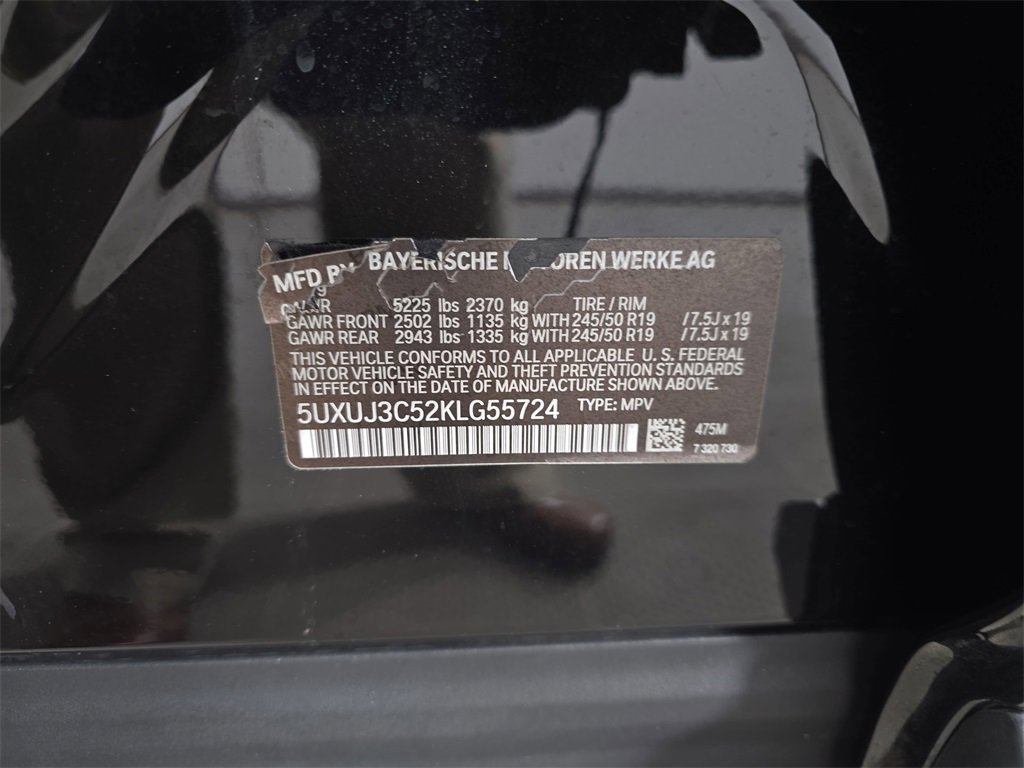 MFD BY BAYERISCHE MOTOREN WERKE AG
5225 lbs 2370 kg TIRE / RIM
GAWR FRONT 2502 lbs 1135 kg WITH 245/50 R19 /7.5J x 19
GAWR REAR 2943 lbs 1335 kg WITH 245/50 R19 /7.5J x 19
THIS VEHICLE CONFORMS TO ALL APPLICABLE U. S. FEDERAL
MOTOR VEHICLE SAFETY AND THEFT PREVENTION STANDARDS
IN EFFECT ON THE DATE OF MANUFACTURE SHOWN ABOVE.
5UXUJ3C52KLG55724 TYPE: MPV
475M
7 320 730